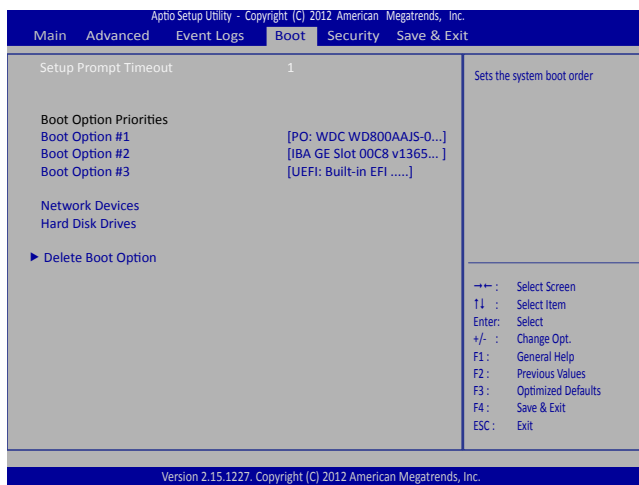 Aptio Setup Utility - Copyright (C) 2012 American Megatrends, Inc.
Main Advanced Event Logs Boot Security Save & Exit
Setup Prompt Timeout 1
Boot Option Priorities
Boot Option #1 [PO: WDC WD800AAJS-0...]
Boot Option #2 [IBA GE Slot 00C8 v1365... ]
Boot Option #3 [UEFI: Built-in EFI .....]
Network Devices
Hard Disk Drives
▶ Delete Boot Option
Sets the system boot order
→← : Select Screen
↑↓ : Select Item
Enter: Select
+/- : Change Opt.
F1 : General Help
F2 : Previous Values
F3 : Optimized Defaults
F4 : Save & Exit
ESC : Exit
Version 2.15.1227. Copyright (C) 2012 American Megatrends, Inc.